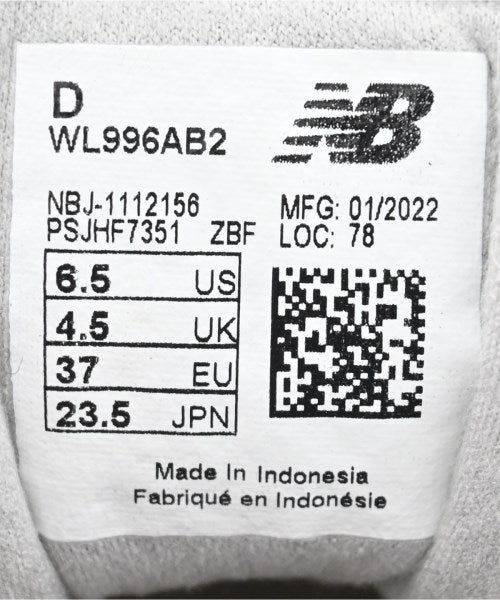 D
WL996AB2
NB
NBJ-1112156
PSJHF7351 ZBF
MFG: 01/2022
LOC: 78
6.5 US
4.5 UK
37 EU
23.5 JPN
Made In Indonesia
Fabriqué en Indonésie